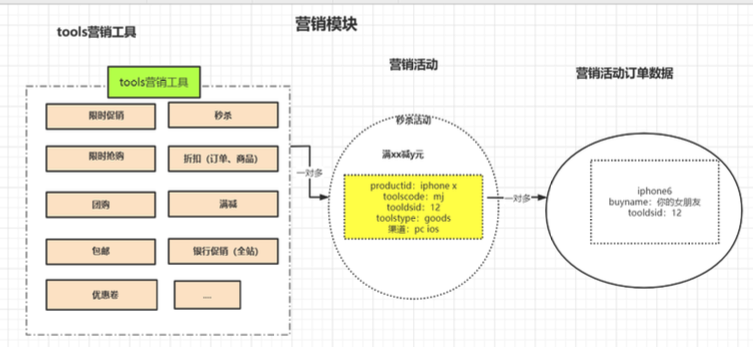 营销模块
tools营销工具
营销活动
营销活动订单数据
tools营销工具
限时促销
秒杀
限时抢购
折扣（订单、商品）
团购
满减
包邮
银行促销（全站）
优惠卷
....
一对多
秒杀活动
满xx减y元
productid：iphone x
toolscode：mj
tooldsid：12
toolstype：goods
渠道：pc ios
一对多
iphone6
buyname：你的女朋友
tooldsid：12